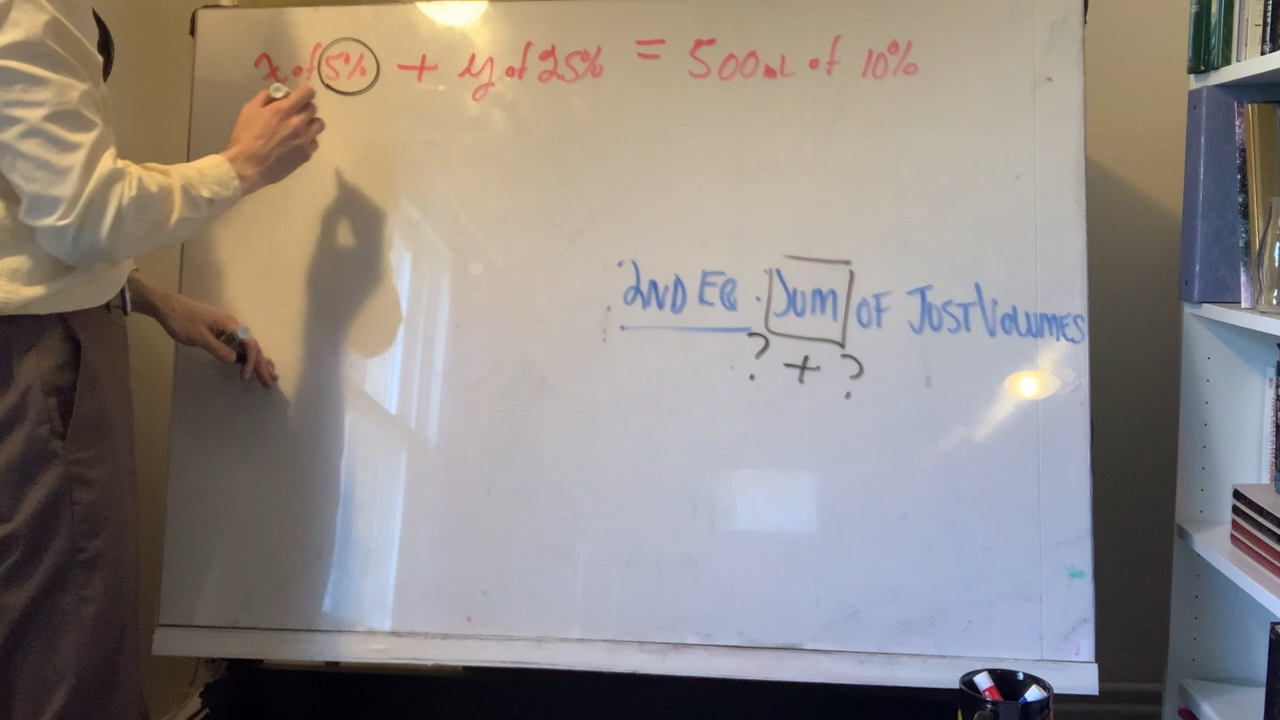 x of 5% + y of 25% = 500mL of 10%
2ND EQ. SUM OF JUST VOLUMES
? + ?